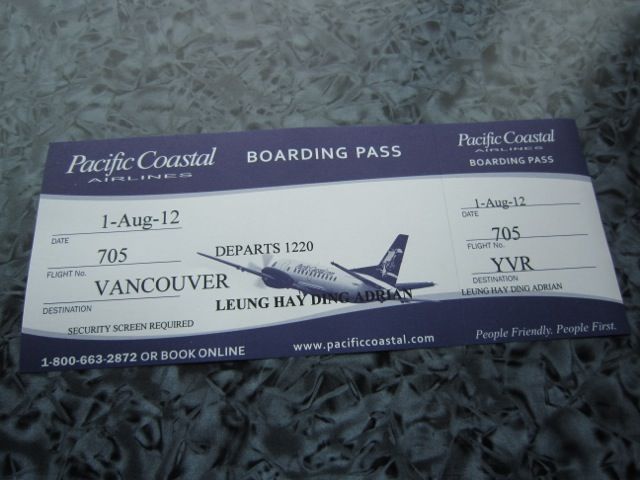 Pacific Coastal
AIRLINES
BOARDING PASS
1-Aug-12
DATE
705
FLIGHT No.
VANCOUVER
DESTINATION
SECURITY SCREEN REQUIRED
DEPARTS 1220
LEUNG HAY DING ADRIAN
1-800-663-2872 OR BOOK ONLINE
www.pacificcoastal.com
Pacific Coastal
AIRLINES
BOARDING PASS
1-Aug-12
DATE
705
FLIGHT No.
YVR
DESTINATION
LEUNG HAY DING ADRIAN
People Friendly. People First.